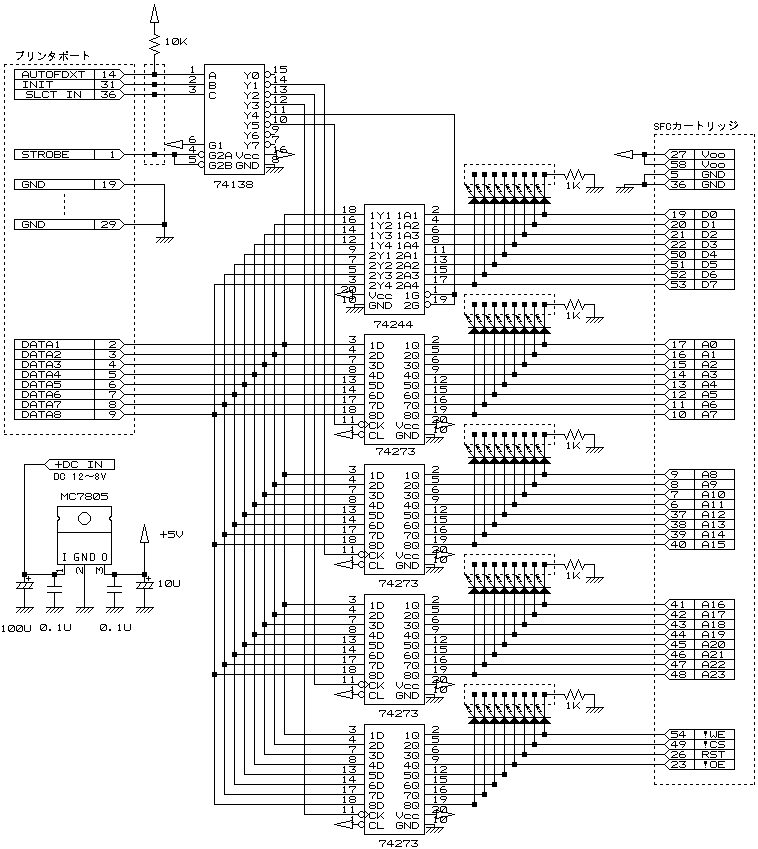 10K
プリンタポート
AUTOFDXT 14
INIT 31
SLCT IN 36
STROBE 1
GND 19
GND 29
1 A Y0 15
2 B Y1 14
3 C Y2 13
Y3 12
Y4 11
Y5 10
Y6 9
6 G1 Y7 7
4 G2A Vcc 16
5 G2B GND 8
74138
SFCカートリッジ
27 Voo
58 Voo
5 GND
36 GND
1K
18 1Y1 1A1 2
16 1Y2 1A2 4
14 1Y3 1A3 6
12 1Y4 1A4 8
9 2Y1 2A1 11
7 2Y2 2A2 13
5 2Y3 2A3 15
3 2Y4 2A4 17
20 Vcc 1G 1
10 GND 2G 19
74244
19 D0
20 D1
21 D2
22 D3
50 D4
51 D5
52 D6
53 D7
1K
DATA1 2
DATA2 3
DATA3 4
DATA4 5
DATA5 6
DATA6 7
DATA7 8
DATA8 9
3 1D 1Q 2
4 2D 2Q 5
7 3D 3Q 6
8 4D 4Q 9
13 5D 5Q 12
14 6D 6Q 15
17 7D 7Q 16
18 8D 8Q 19
11 CK Vcc 20
1 CL GND 10
74273
17 A0
16 A1
15 A2
14 A3
13 A4
12 A5
11 A6
10 A7
1K
+DC IN
DC 12～8V
MC7805
I GND O
1 2 3
+5V
100U 0.1U 0.1U 10U
3 1D 1Q 2
4 2D 2Q 5
7 3D 3Q 6
8 4D 4Q 9
13 5D 5Q 12
14 6D 6Q 15
17 7D 7Q 16
18 8D 8Q 19
11 CK Vcc 20
1 CL GND 10
74273
9 A8
8 A9
7 A10
6 A11
37 A12
38 A13
39 A14
40 A15
1K
3 1D 1Q 2
4 2D 2Q 5
7 3D 3Q 6
8 4D 4Q 9
13 5D 5Q 12
14 6D 6Q 15
17 7D 7Q 16
18 8D 8Q 19
11 CK Vcc 20
1 CL GND 10
74273
41 A16
42 A17
43 A18
44 A19
45 A20
46 A21
47 A22
48 A23
1K
3 1D 1Q 2
4 2D 2Q 5
7 3D 3Q 6
8 4D 4Q 9
13 5D 5Q 12
14 6D 6Q 15
17 7D 7Q 16
18 8D 8Q 19
11 CK Vcc 20
1 CL GND 10
74273
54 'WE
49 'CS
26 RST
23 'OE